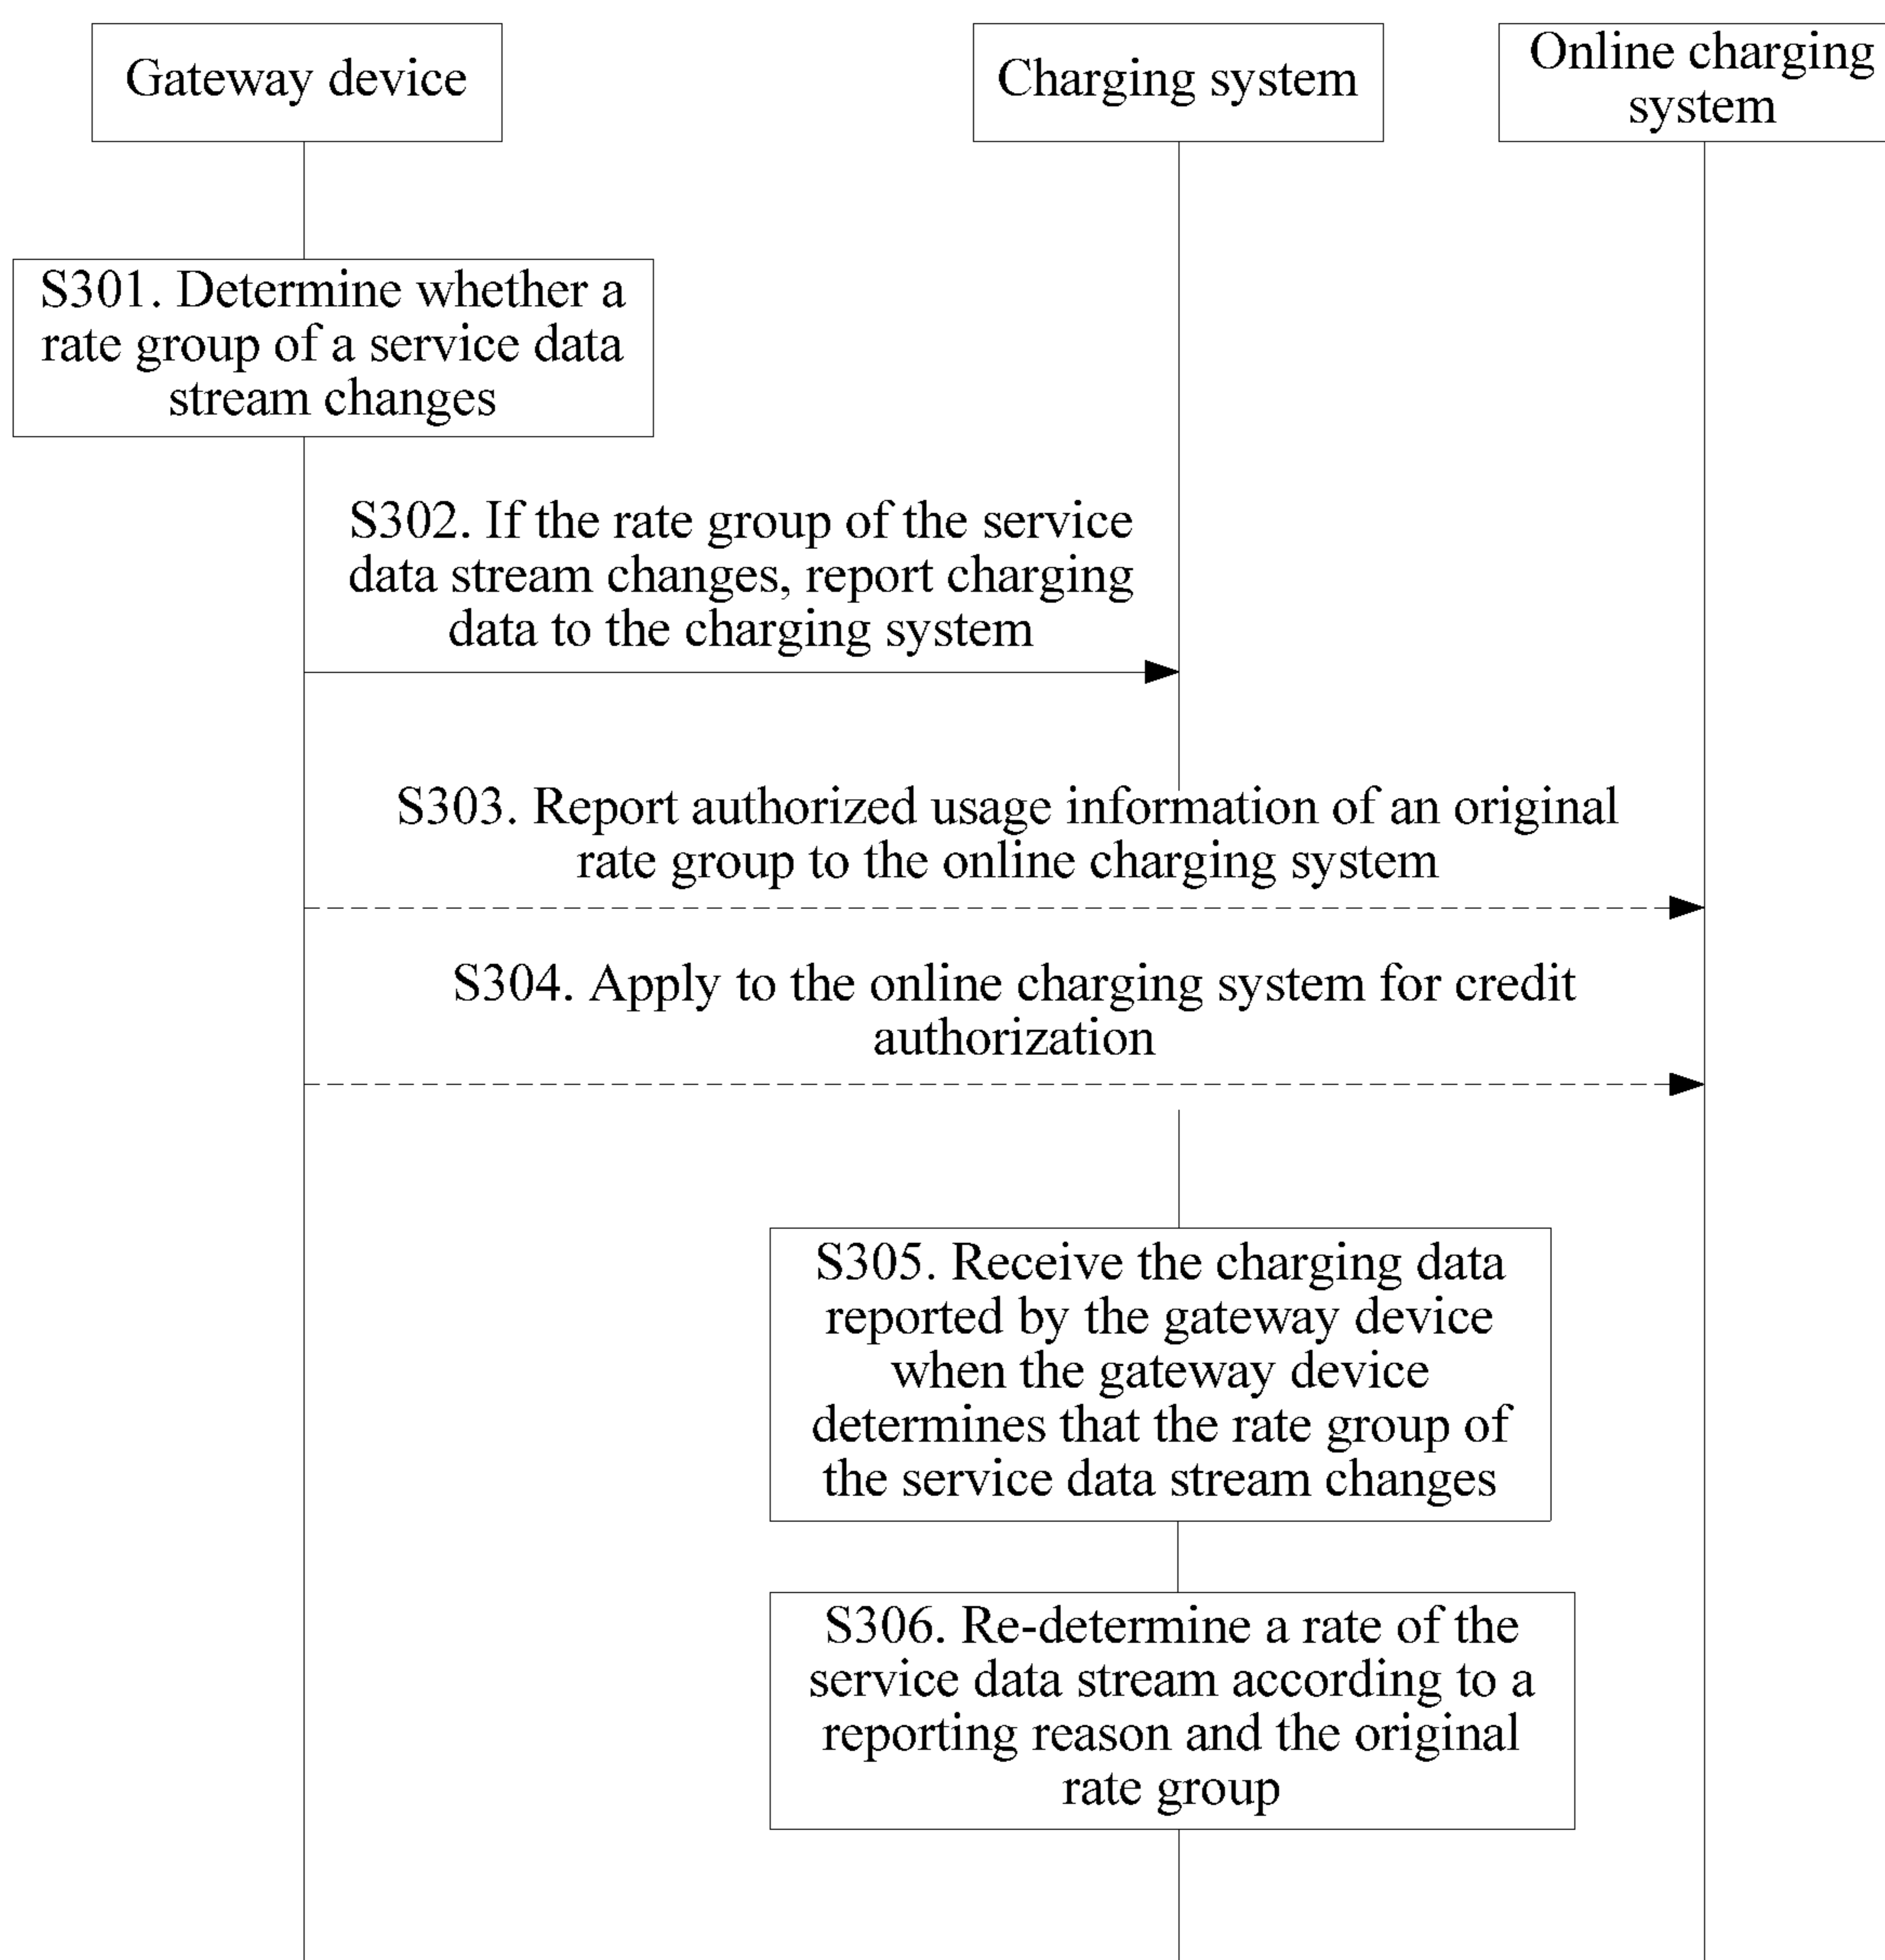 Gateway device
Charging system
Online charging
system
S301. Determine whether a
rate group of a service data
stream changes
S302. If the rate group of the service
data stream changes, report charging
data to the charging system
S303. Report authorized usage information of an original
rate group to the online charging system
S304. Apply to the online charging system for credit
authorization
S305. Receive the charging data
reported by the gateway device
when the gateway device
determines that the rate group of
the service data stream changes
S306. Re-determine a rate of the
service data stream according to a
reporting reason and the original
rate group